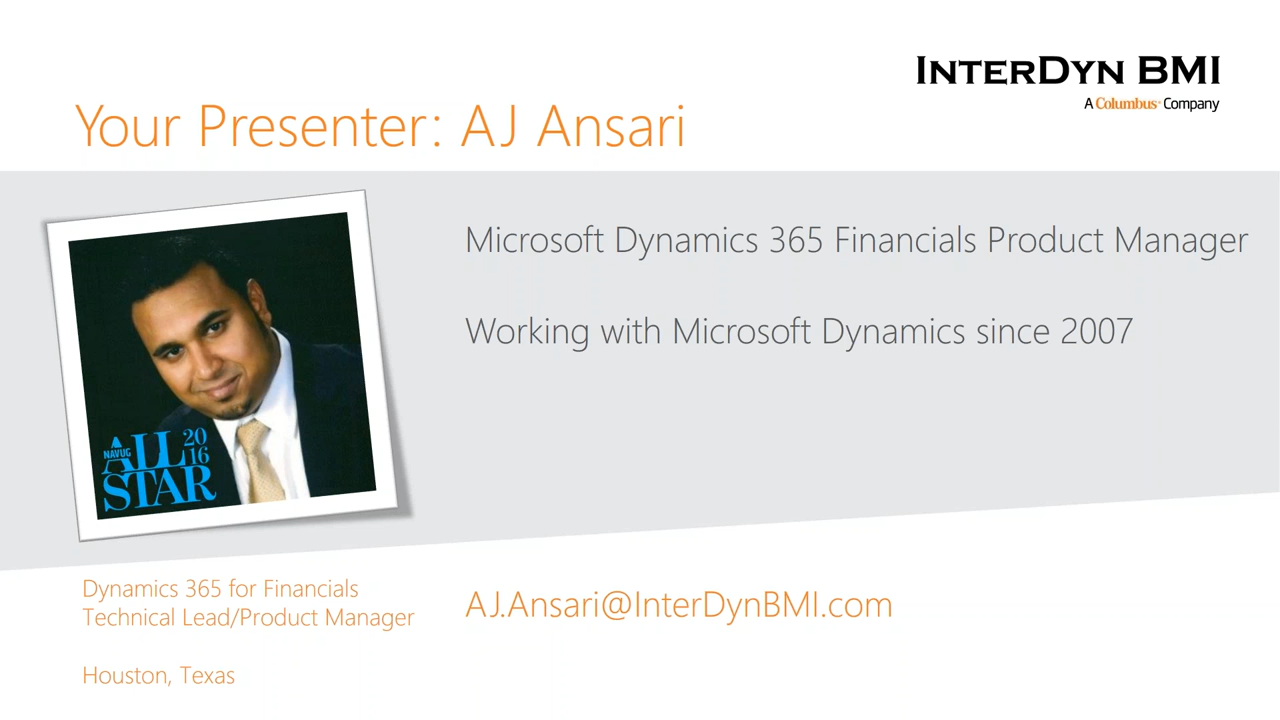 INTERDYN BMI
A Columbus Company
Your Presenter: AJ Ansari
Microsoft Dynamics 365 Financials Product Manager
Working with Microsoft Dynamics since 2007
NAVUG
ALL
2016
STAR
Dynamics 365 for Financials
Technical Lead/Product Manager
Houston, Texas
AJ.Ansari@InterDynBMI.com